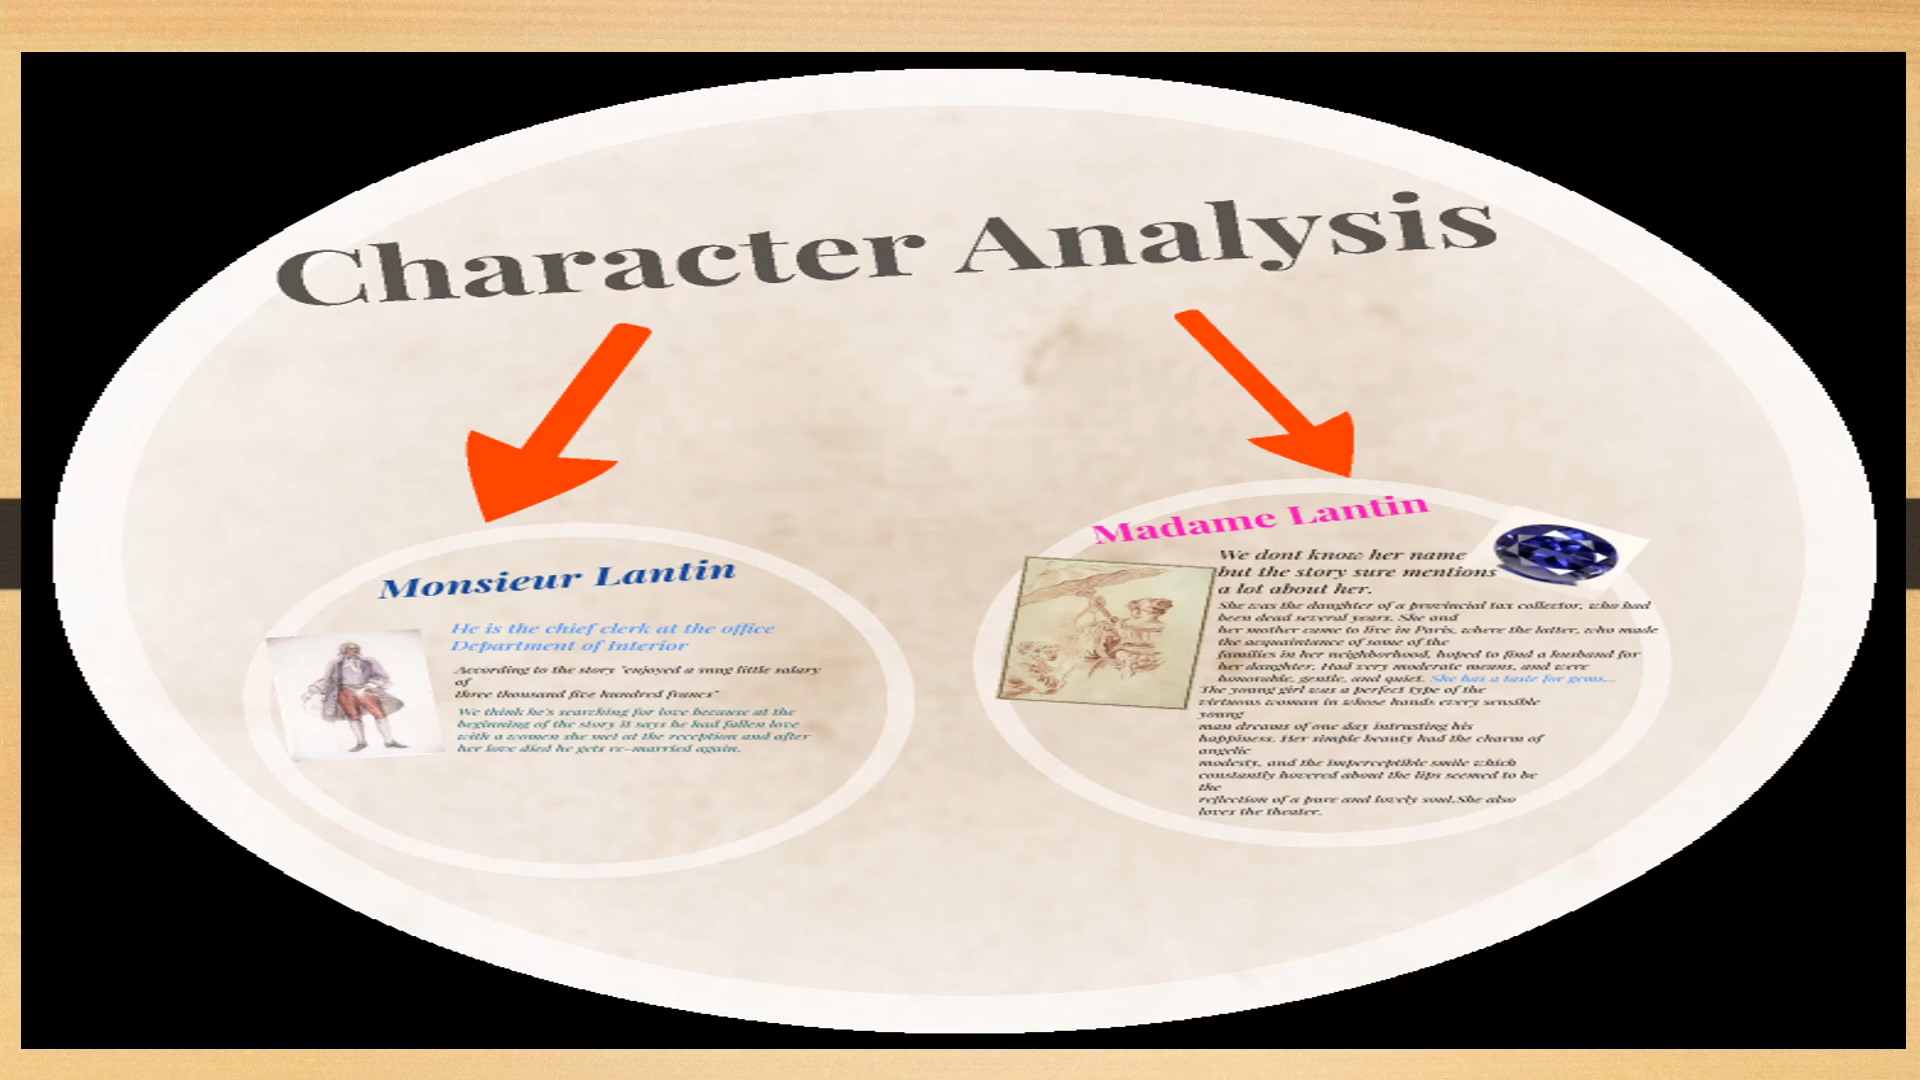 Character Analysis
Monsieur Lantin
He is the chief clerk at the office
Department of Interior
According to the story "enjoyed a snug little salary
of
three thousand five hundred francs"
We think he's searching for love because at the
beginning of the story it says he had fallen love
with a women she met at the reception and after
her love died he gets re-married again.
Madame Lantin
We dont know her name
but the story sure mentions
a lot about her.
She was the daughter of a provincial tax collector, who had
been dead several years. She and
her mother came to live in Paris, where the latter, who made
the acquaintance of some of the
families in her neighborhood, hoped to find a husband for
her daughter. Had very moderate means, and were
honorable, gentle, and quiet. She has a taste for gems...
The young girl was a perfect type of the
virtuous woman in whose hands every sensible
young
man dreams of one day intrusting his
happiness. Her simple beauty had the charm of
angelic
modesty, and the imperceptible smile which
constantly hovered about the lips seemed to be
the
reflection of a pure and lovely soul.She also
loves the theater.